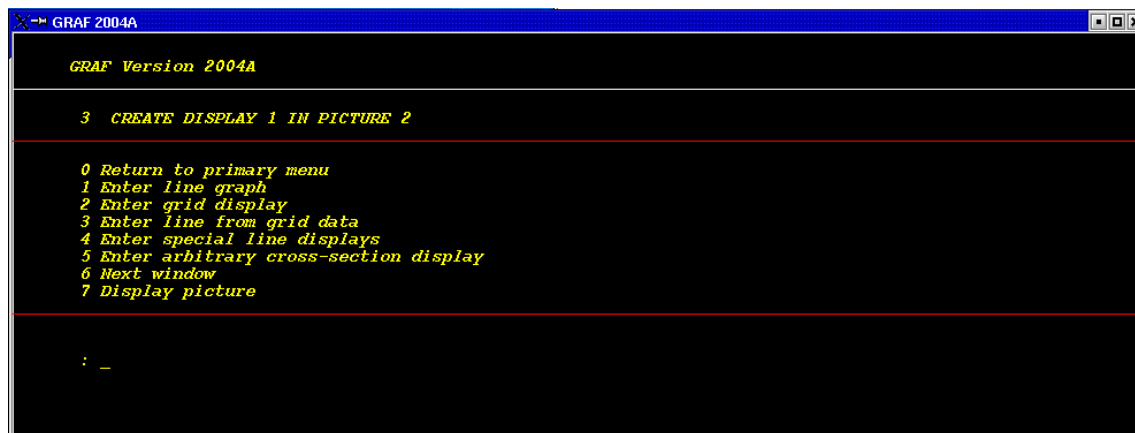 GRAF 2004A
GRAF Version 2004A
3 CREATE DISPLAY 1 IN PICTURE 2
0 Return to primary menu
1 Enter line graph
2 Enter grid display
3 Enter line from grid data
4 Enter special line displays
5 Enter arbitrary cross-section display
6 Next window
7 Display picture
: _